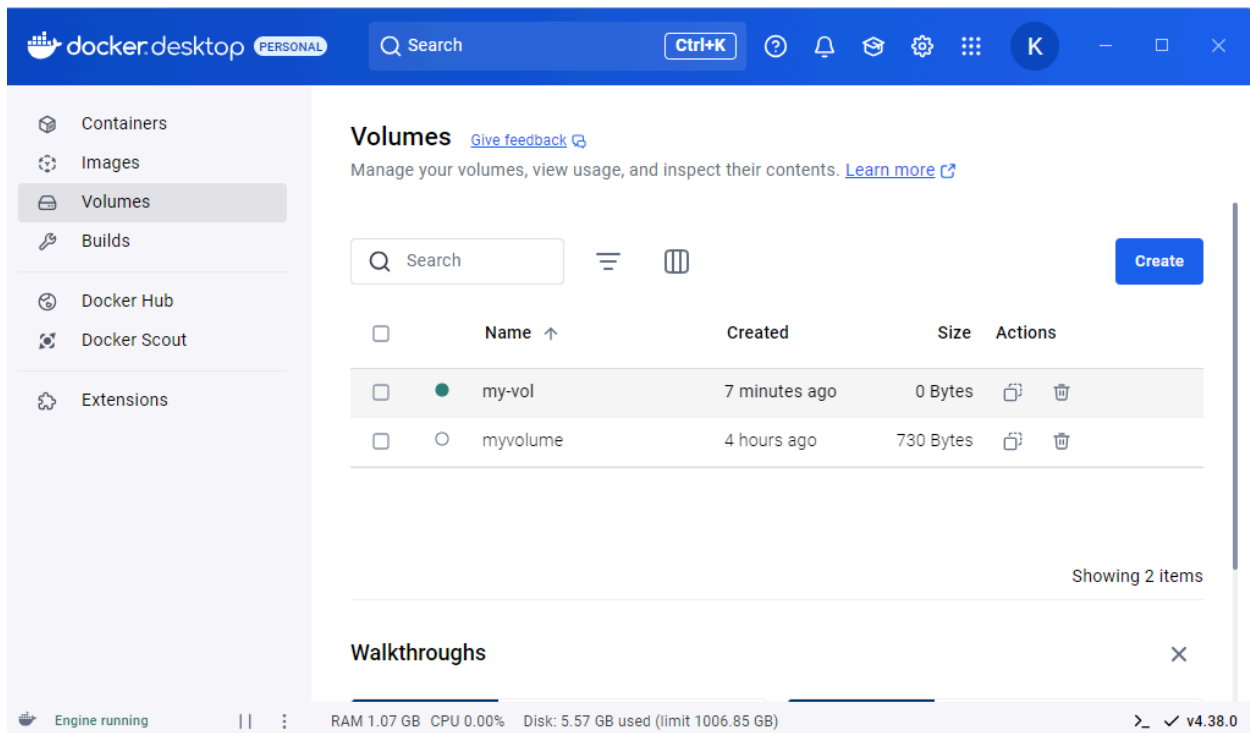 docker.desktop PERSONAL Search Ctrl+K K
Containers
Images
Volumes
Builds
Docker Hub
Docker Scout
Extensions
Volumes Give feedback
Manage your volumes, view usage, and inspect their contents. Learn more
Search Create
Name Created Size Actions
my-vol 7 minutes ago 0 Bytes
myvolume 4 hours ago 730 Bytes
Showing 2 items
Walkthroughs
Engine running RAM 1.07 GB CPU 0.00% Disk: 5.57 GB used (limit 1006.85 GB) v4.38.0